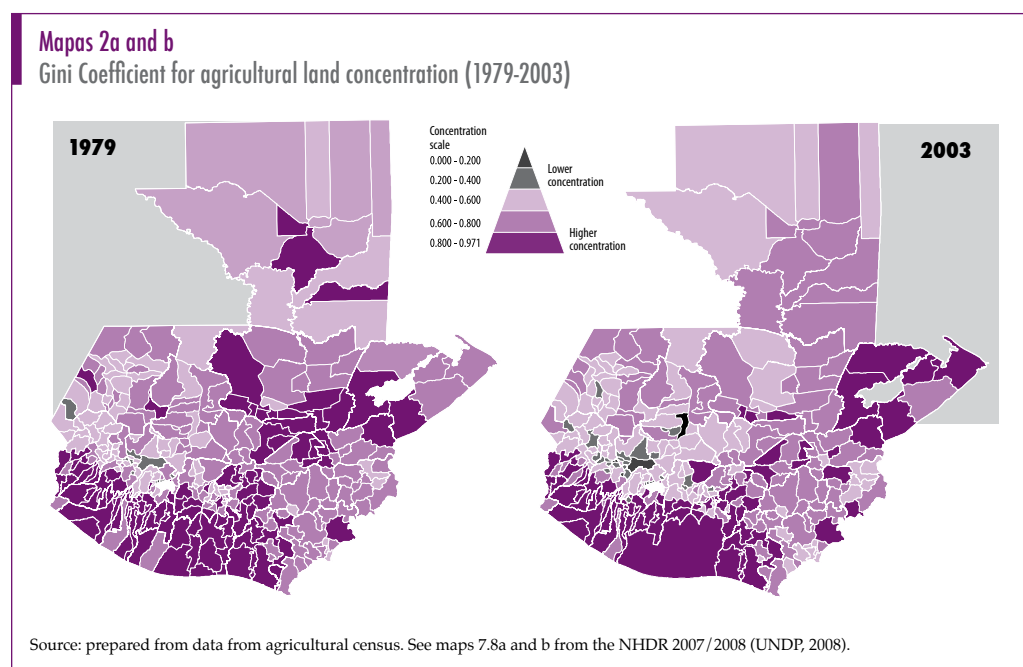 Mapas 2a and b
Gini Coefficient for agricultural land concentration (1979-2003)
1979
Concentration
scale
0.000 - 0.200
0.200 - 0.400
0.400 - 0.600
0.600 - 0.800
0.800 - 0.971
Lower
concentration
Higher
concentration
2003
Source: prepared from data from agricultural census. See maps 7.8a and b from the NHDR 2007/2008 (UNDP, 2008).